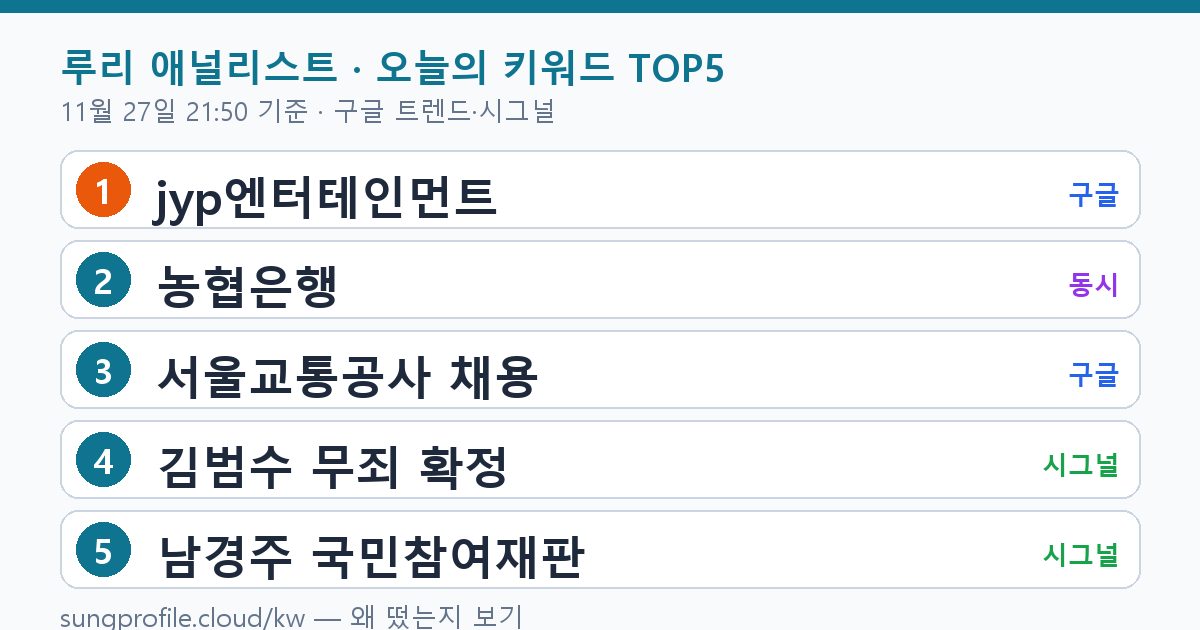 루리 애널리스트 · 오늘의 키워드 TOP5
11월 27일 21:50 기준 · 구글 트렌드·시그널
1 jyp엔터테인먼트 구글
2 농협은행 동시
3 서울교통공사 채용 구글
4 김범수 무죄 확정 시그널
5 남경주 국민참여재판 시그널
sungprofile.cloud/kw — 왜 떴는지 보기